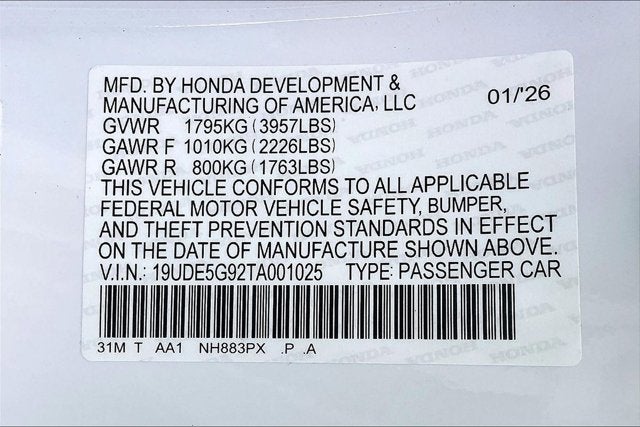 MFD. BY HONDA DEVELOPMENT &
MANUFACTURING OF AMERICA, LLC 01/'26
GVWR 1795KG (3957LBS)
GAWR F 1010KG (2226LBS)
GAWR R 800KG (1763LBS)
THIS VEHICLE CONFORMS TO ALL APPLICABLE
FEDERAL MOTOR VEHICLE SAFETY, BUMPER,
AND THEFT PREVENTION STANDARDS IN EFFECT
ON THE DATE OF MANUFACTURE SHOWN ABOVE.
V.I.N.: 19UDE5G92TA001025 TYPE: PASSENGER CAR
31M T AA1 NH883PX .P .A